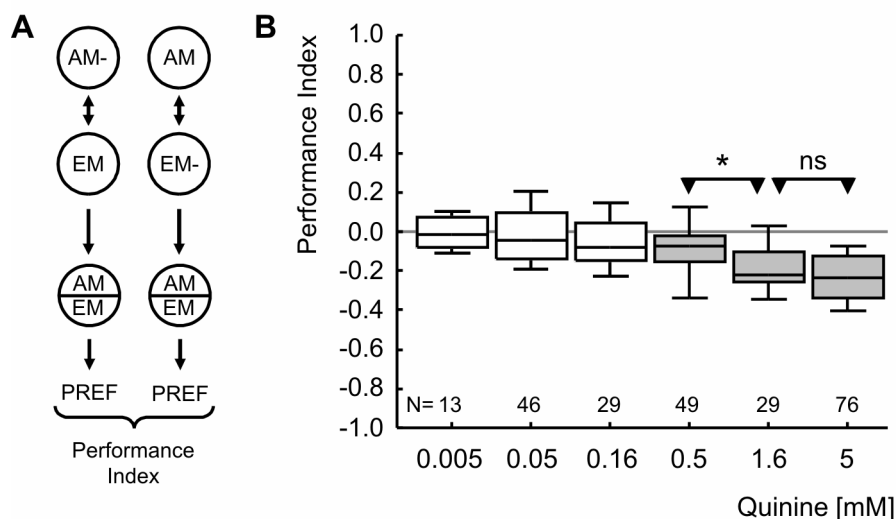 A
AM-
AM
EM
EM-
AM
EM
AM
EM
PREF
PREF
Performance
Index
B
Performance Index
1.0
0.8
0.6
0.4
0.2
0.0
-0.2
-0.4
-0.6
-0.8
-1.0
*
ns
N= 13
46
29
49
29
76
0.005
0.05
0.16
0.5
1.6
5
Quinine [mM]